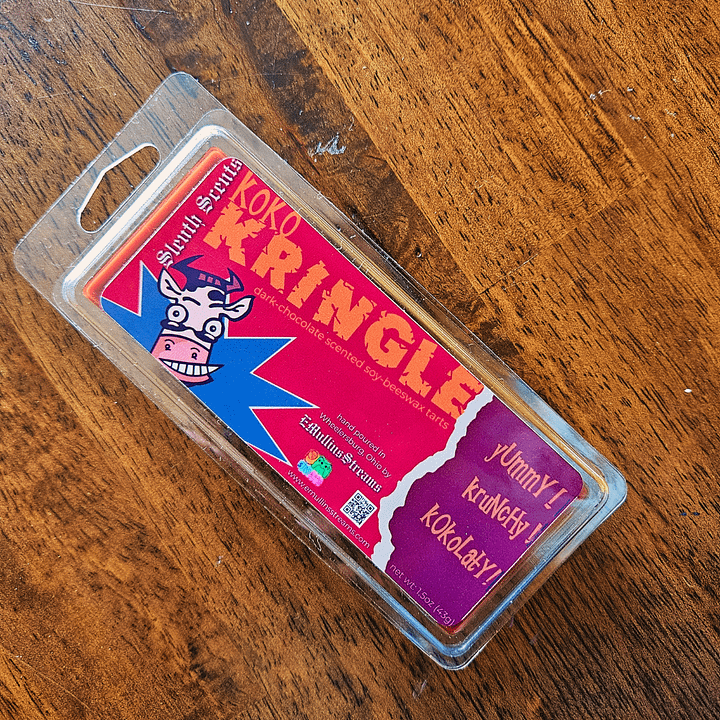 Sleuth Scents
KOKO
KRINGLE
dark-chocolate scented soy-beeswax tarts
hand poured in
Wheelersburg, Ohio by
EMullinsStreams
www.emullinsstreams.com
yUmmY!
kruNcHy!
kOkoLatY!
net wt: 1.5oz (43g)